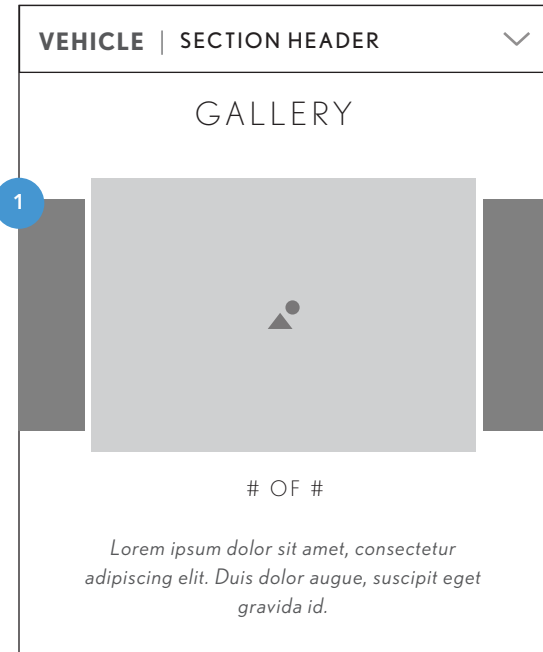 VEHICLE | SECTION HEADER
GALLERY
1
# OF #
Lorem ipsum dolor sit amet, consectetur
adipiscing elit. Duis dolor augue, suscipit eget
gravida id.